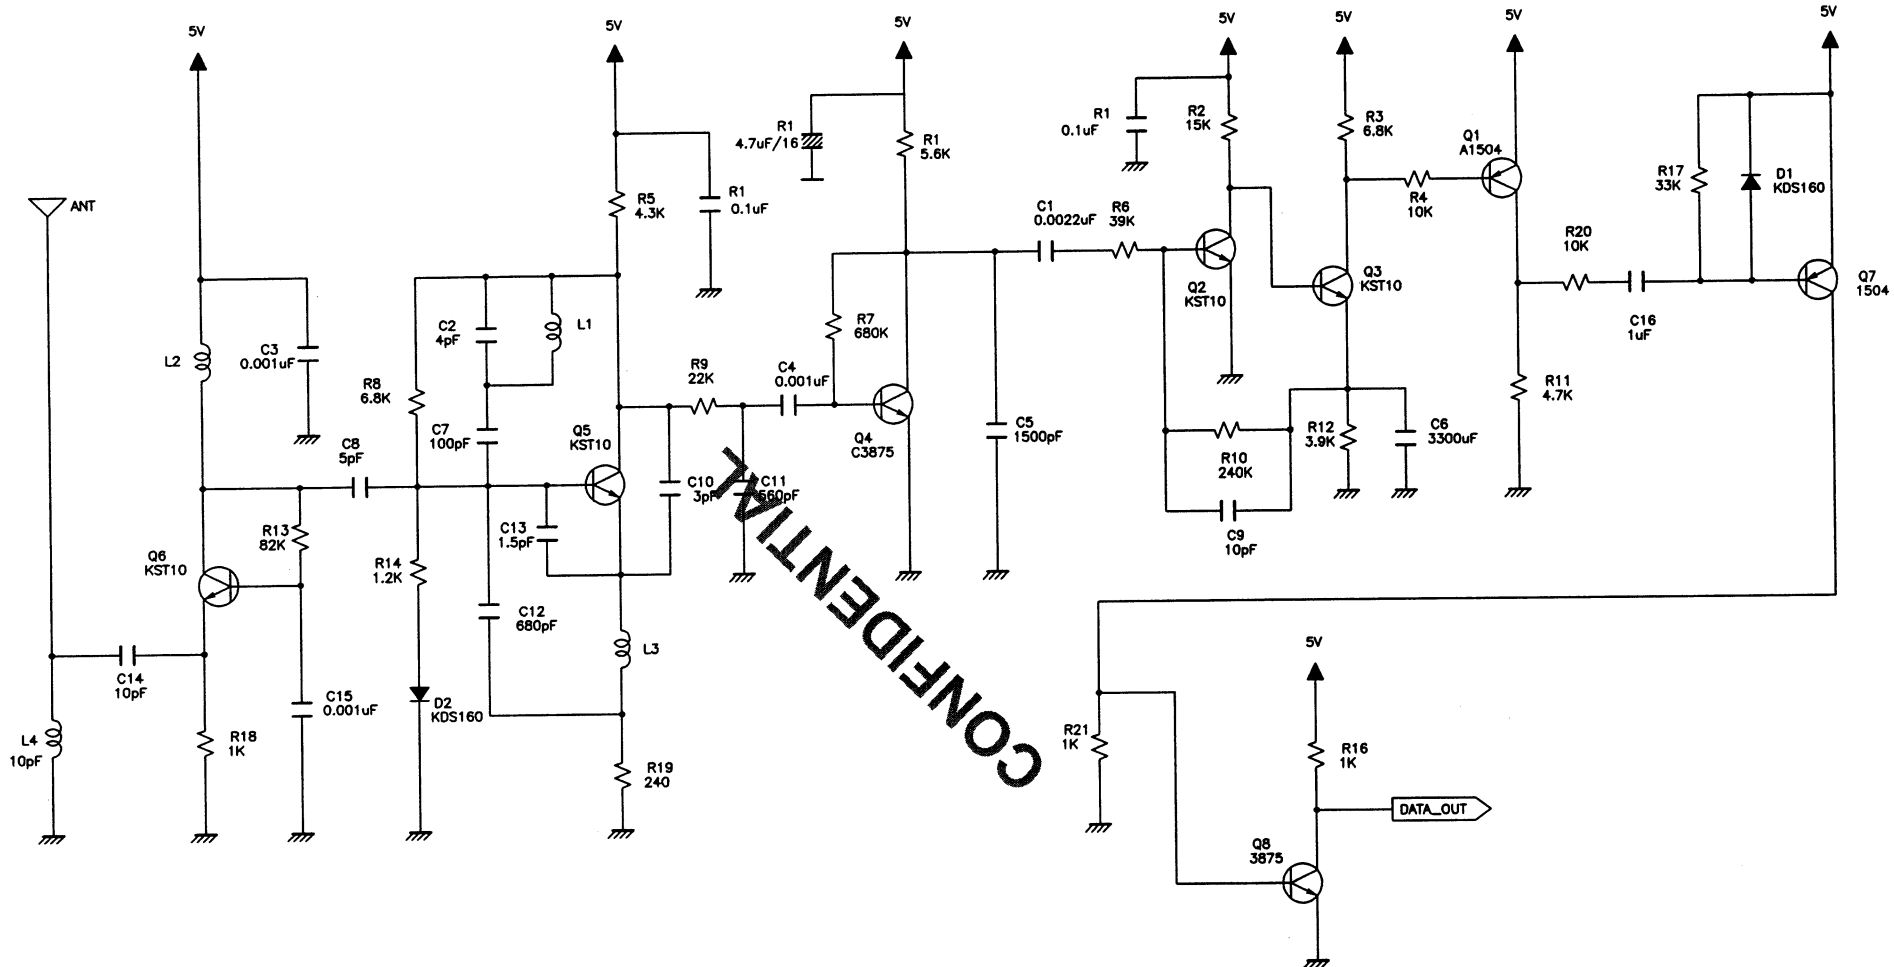 5V
5V
5V
5V
5V
5V
5V
ANT
L2
C3
0.001uF
R5
4.3K
R1
0.1uF
R1
4.7uF/16
R1
5.6K
R1
0.1uF
R2
15K
R3
6.8K
Q1
A1504
R4
10K
R17
33K
D1
KDS160
C2
4pF
L1
R8
6.8K
C7
100pF
R9
22K
C4
0.001uF
R7
680K
C1
0.0022uF
R6
39K
Q2
KST10
Q3
KST10
R20
10K
C16
1uF
Q7
1504
C8
5pF
Q5
KST10
C10
3pF
C11
560pF
Q4
C3875
C5
1500pF
R10
240K
C9
10pF
R12
3.9K
C6
3300uF
R11
4.7K
R13
82K
Q6
KST10
R14
1.2K
C13
1.5pF
C12
680pF
L3
C14
10pF
R18
1K
C15
0.001uF
D2
KDS160
L4
10pF
R19
240
CONFIDENTIAL
5V
R21
1K
R16
1K
DATA_OUT
Q8
3875